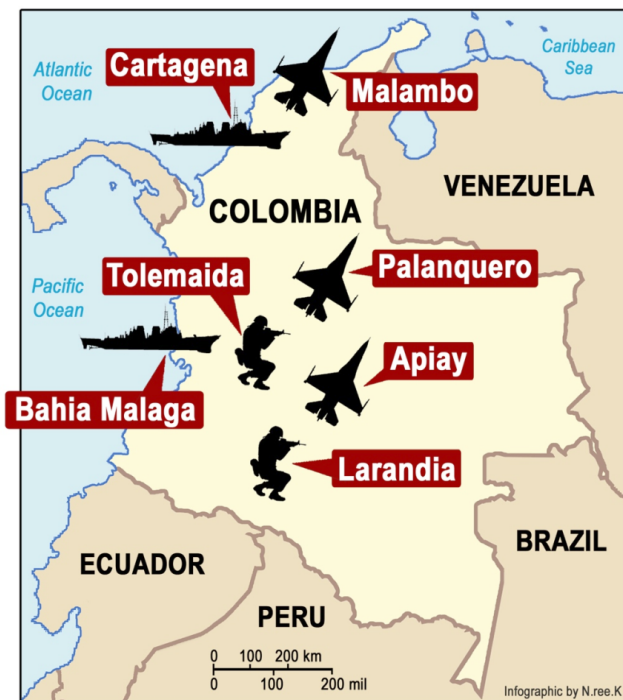 Atlantic
Ocean
Cartagena
Caribbean
Sea
Malambo
VENEZUELA
COLOMBIA
Palanquero
Tolemaida
Pacific
Ocean
Apiay
Bahia Malaga
Larandia
BRAZIL
ECUADOR
PERU
0 100 200 km
0 100 200 mil
Infographic by N.ree.K